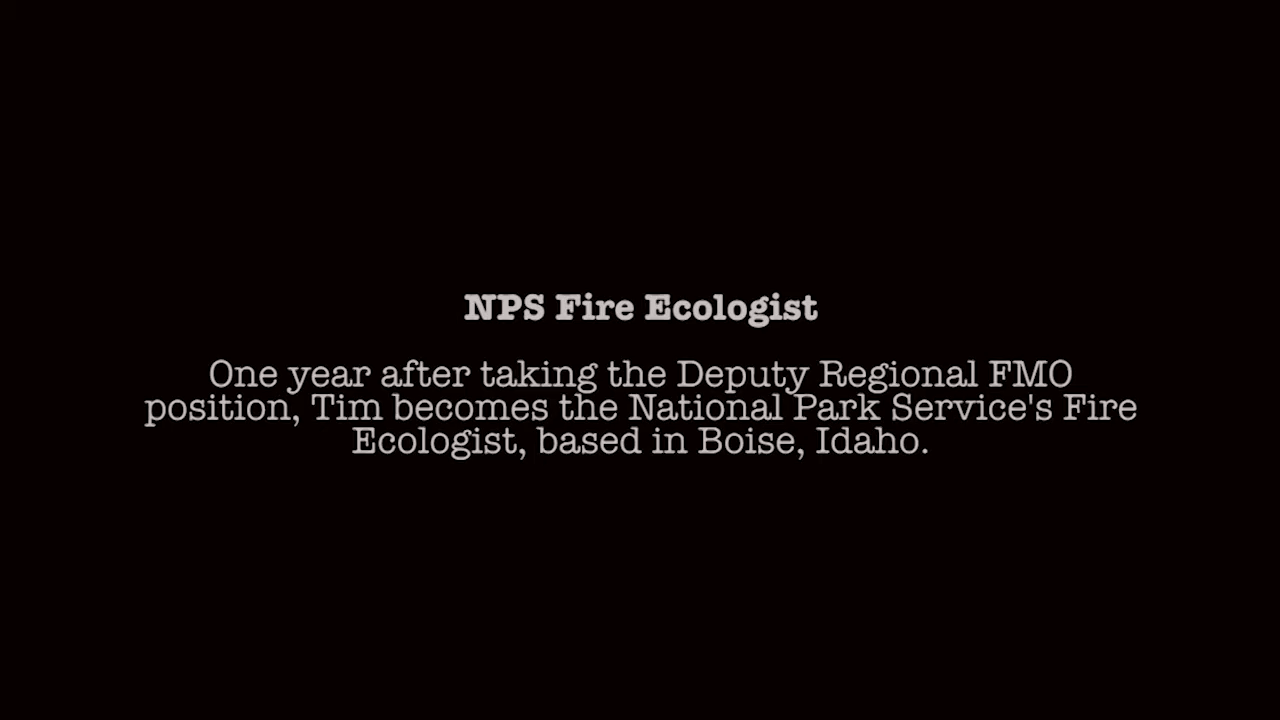 NPS Fire Ecologist
One year after taking the Deputy Regional FMO
position, Tim becomes the National Park Service's Fire
Ecologist, based in Boise, Idaho.